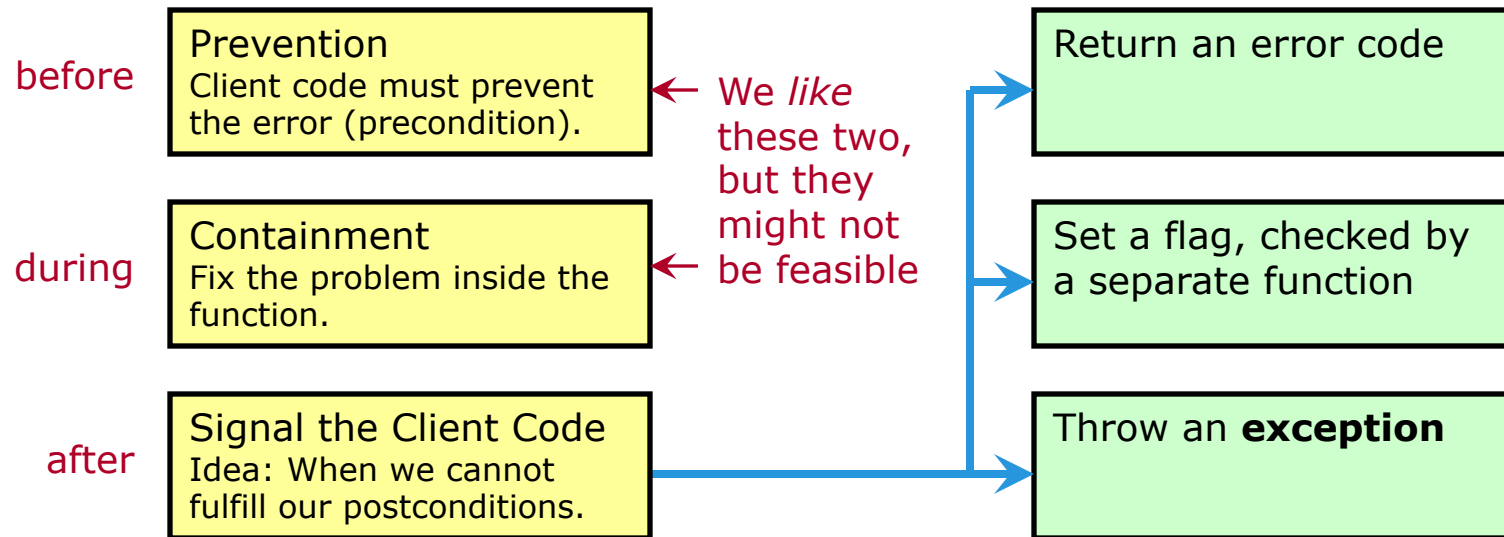 before
Prevention
Client code must prevent
the error (precondition).
We like
these two,
but they
might not
be feasible
Return an error code
during
Containment
Fix the problem inside the
function.
Set a flag, checked by
a separate function
after
Signal the Client Code
Idea: When we cannot
fulfill our postconditions.
Throw an exception